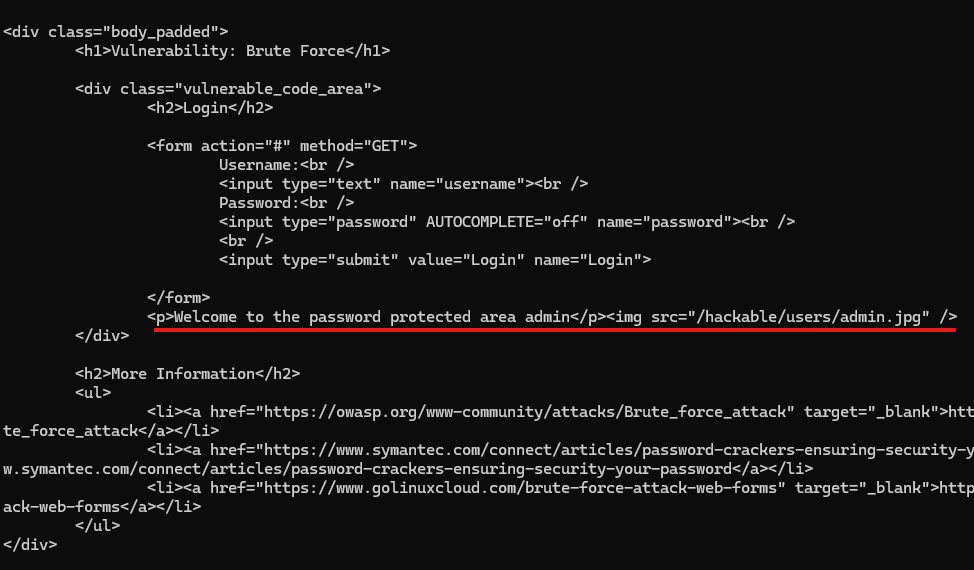 <div class="body_padded">
<h1>Vulnerability: Brute Force</h1>
<div class="vulnerable_code_area">
<h2>Login</h2>
<form action="#" method="GET">
Username:<br />
<input type="text" name="username"><br />
Password:<br />
<input type="password" AUTOCOMPLETE="off" name="password"><br />
<br />
<input type="submit" value="Login" name="Login">
</form>
<p>Welcome to the password protected area admin</p><img src="/hackable/users/admin.jpg" />
</div>
<h2>More Information</h2>
<ul>
<li><a href="https://owasp.org/www-community/attacks/Brute_force_attack" target="_blank">htt
te_force_attack</a></li>
<li><a href="https://www.symantec.com/connect/articles/password-crackers-ensuring-security-y
w.symantec.com/connect/articles/password-crackers-ensuring-security-your-password</a></li>
<li><a href="https://www.golinuxcloud.com/brute-force-attack-web-forms" target="_blank">http
ack-web-forms</a></li>
</ul>
</div>